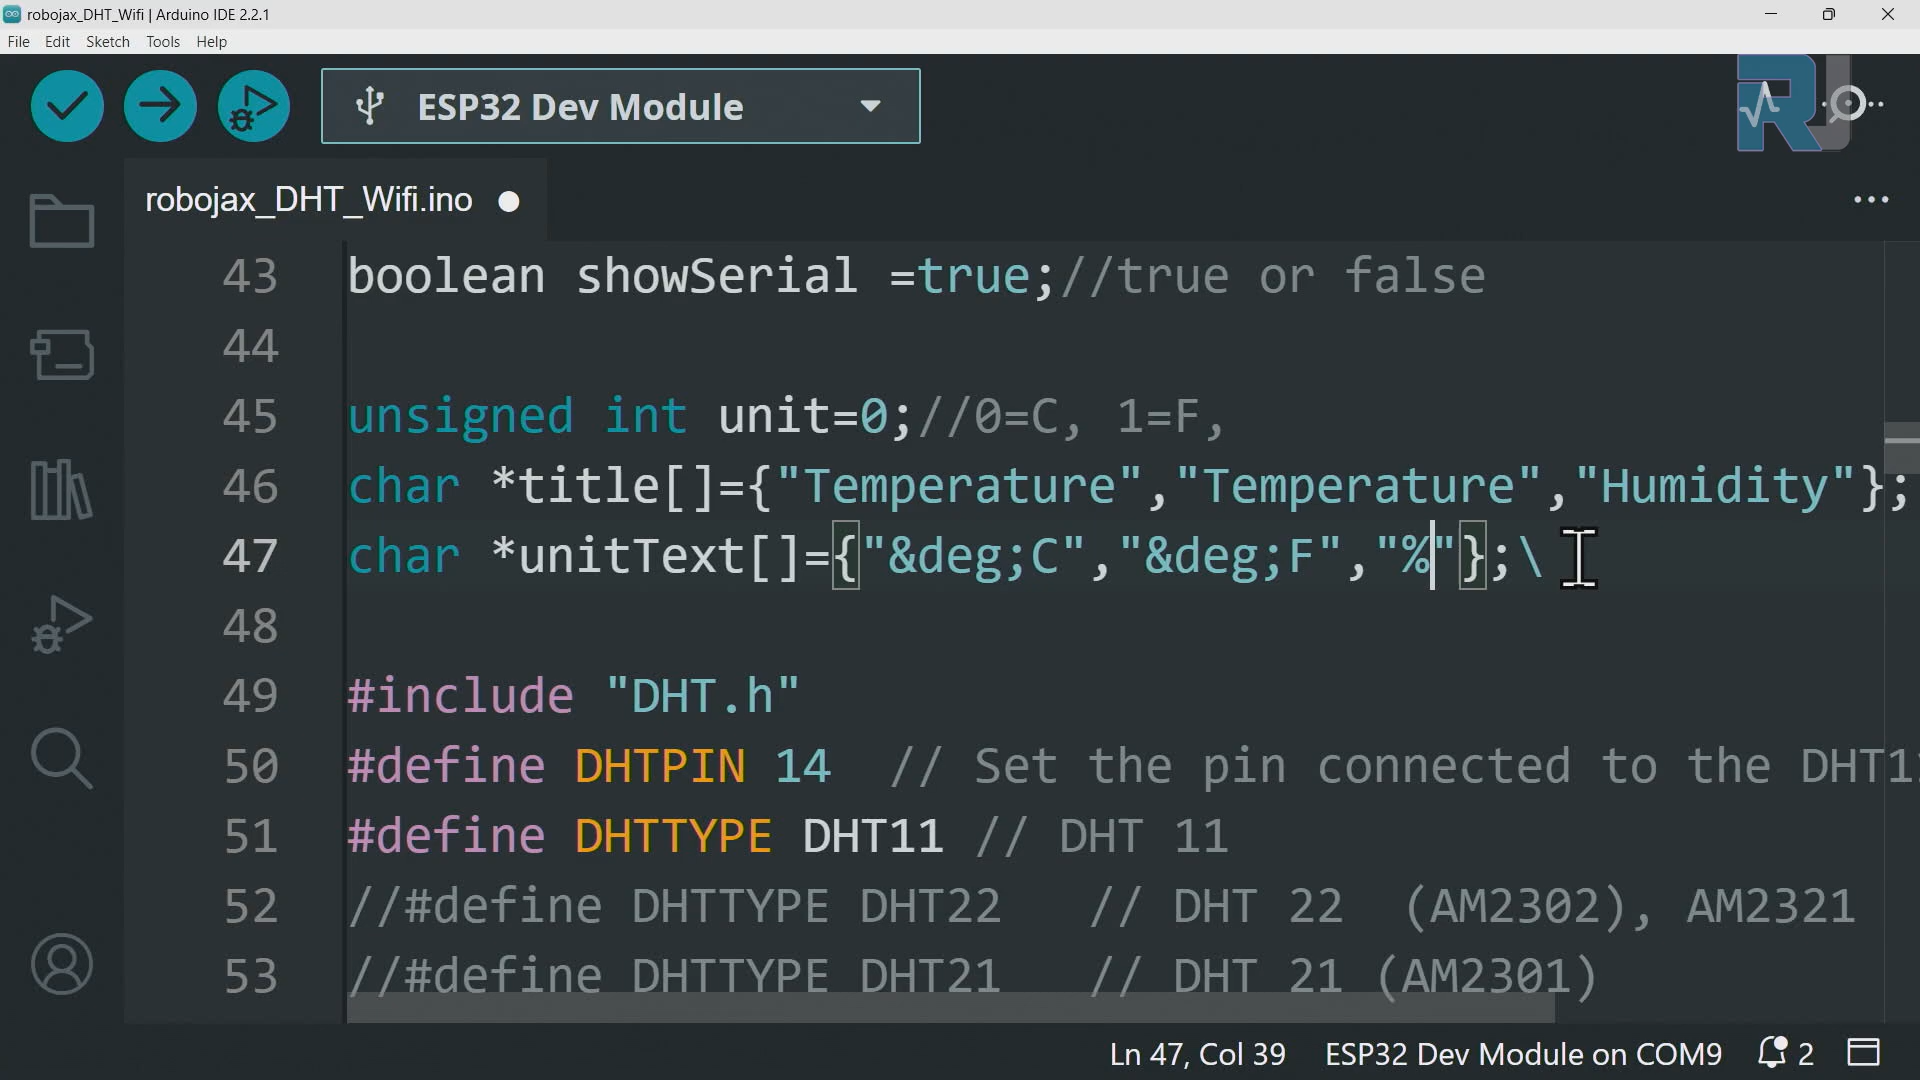 robojax_DHT_Wifi | Arduino IDE 2.2.1
File Edit Sketch Tools Help
ESP32 Dev Module
RJ
robojax_DHT_Wifi.ino
43 boolean showSerial =true;//true or false
44
45 unsigned int unit=0;//0=C, 1=F,
46 char *title[]={"Temperature","Temperature","Humidity"};
47 char *unitText[]={"&deg;C","&deg;F","%"};\
48
49 #include "DHT.h"
50 #define DHTPIN 14  // Set the pin connected to the DHT1
51 #define DHTTYPE DHT11 // DHT 11
52 //#define DHTTYPE DHT22   // DHT 22  (AM2302), AM2321
53 //#define DHTTYPE DHT21   // DHT 21 (AM2301)
Ln 47, Col 39 ESP32 Dev Module on COM9 2